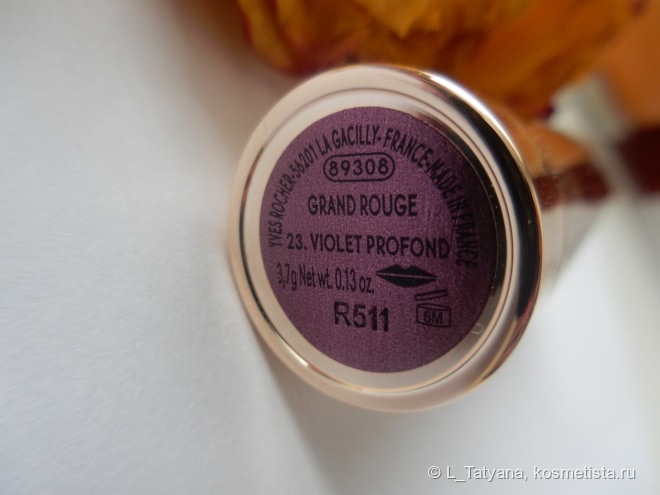 YVES ROCHER-56201 LA GACILLY-FRANCE-MADE IN FRANCE
89308
GRAND ROUGE
23. VIOLET PROFOND
3,7g Net wt. 0.13 oz.
6M
R511
© L_Tatyana, kosmetista.ru